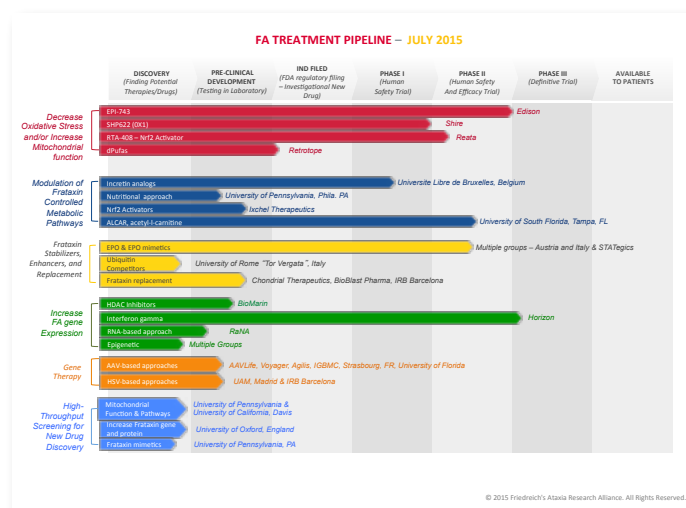 FA TREATMENT PIPELINE – JULY 2015
DISCOVERY
(Finding Potential
Therapies/Drugs)
PRE-CLINICAL
DEVELOPMENT
(Testing in Laboratory)
IND FILED
(FDA regulatory filing
– Investigational New
Drug)
PHASE I
(Human
Safety Trial)
PHASE II
(Human Safety
And Efficacy Trial)
PHASE III
(Definitive Trial)
AVAILABLE
TO PATIENTS
Decrease
Oxidative Stress
and/or Increase
Mitochondrial
function
EPI-743
Edison
SHP622 (0X1)
Shire
RTA-408 – Nrf2 Activator
Reata
dPufas
Retrotope
Modulation of
Frataxin
Controlled
Metabolic
Pathways
Incretin analogs
Universite Libre de Bruxelles, Belgium
Nutritional approach
University of Pennsylvania, Phila. PA
Nrf2 Activators
Ixchel Therapeutics
ALCAR, acetyl-l-carnitine
University of South Florida, Tampa, FL
Frataxin
Stabilizers,
Enhancers, and
Replacement
EPO & EPO mimetics
Multiple groups – Austria and Italy & STATegics
Ubiquitin
Competitors
University of Rome "Tor Vergata", Italy
Frataxin replacement
Chondrial Therapeutics, BioBlast Pharma, IRB Barcelona
Increase
FA gene
Expression
HDAC Inhibitors
BioMarin
Interferon gamma
Horizon
RNA-based approach
RaNA
Epigenetic
Multiple Groups
Gene
Therapy
AAV-based approaches
AAVLife, Voyager, Agilis, IGBMC, Strasbourg, FR, University of Florida
HSV-based approaches
UAM, Madrid & IRB Barcelona
High-
Throughput
Screening for
New Drug
Discovery
Mitochondrial
Function & Pathways
University of Pennsylvania &
University of California, Davis
Increase Frataxin gene
and protein
University of Oxford, England
Frataxin mimetics
University of Pennsylvania, PA
© 2015 Friedreich's Ataxia Research Alliance. All Rights Reserved.